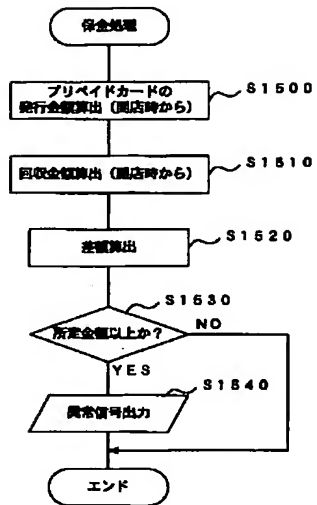 保金処理
プリペイドカードの
発行金額算出（開店時から）
S1500
回収金額算出（開店時から）
S1510
差額算出
S1520
S1530
所定金額以上か？
NO
YES
S1540
異常信号出力
エンド